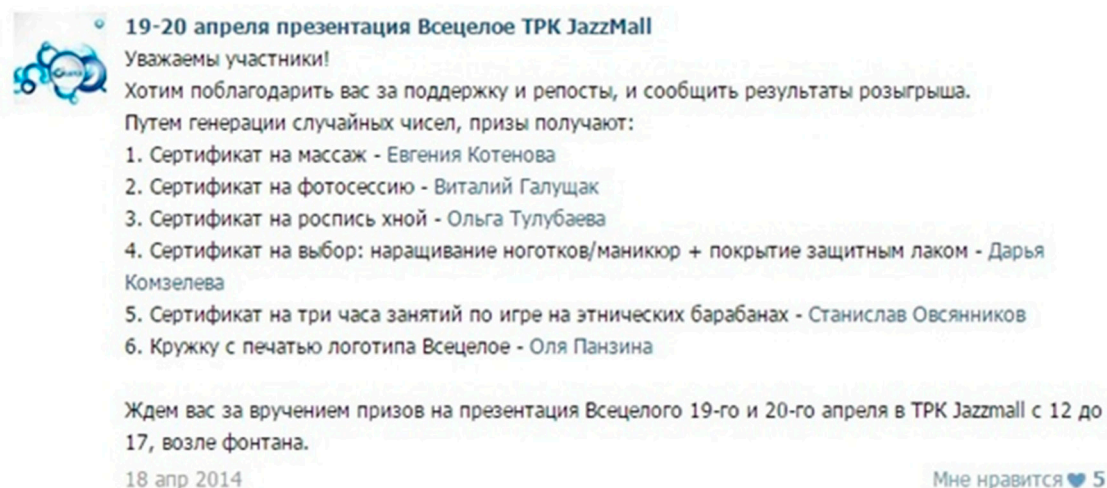 19-20 апреля презентация Всецелое ТРК JazzMall
Уважаемы участники!
Хотим поблагодарить вас за поддержку и репосты, и сообщить результаты розыгрыша.
Путем генерации случайных чисел, призы получают:
1. Сертификат на массаж - Евгения Котенова
2. Сертификат на фотосессию - Виталий Галущак
3. Сертификат на роспись хной - Ольга Тулубаева
4. Сертификат на выбор: наращивание ноготков/маникюр + покрытие защитным лаком - Дарья
Комзелева
5. Сертификат на три часа занятий по игре на этнических барабанах - Станислав Овсянников
6. Кружку с печатью логотипа Всецелое - Оля Панзина
Ждем вас за вручением призов на презентация Всецелого 19-го и 20-го апреля в ТРК Jazzmall с 12 до
17, возле фонтана.
18 апр 2014
Мне нравится 5